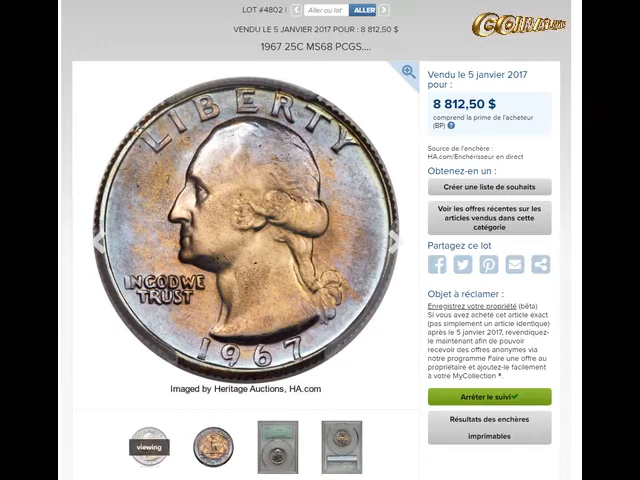 LOT #4802 | Aller au lot ALLER
VENDU LE 5 JANVIER 2017 POUR : 8 812,50 $
1967 25C MS68 PCGS....
LIBERTY
IN GOD WE
TRUST
1967
Imaged by Heritage Auctions, HA.com
viewing
Vendu le 5 janvier 2017
pour :
8 812,50 $
comprend la prime de l'acheteur
(BP)
Source de l'enchère :
HA.com/Enchérisseur en direct
Obtenez-en un :
Créer une liste de souhaits
Voir les offres récentes sur les
articles vendus dans cette
catégorie
Partagez ce lot
Objet à réclamer :
Enregistrez votre propriété (bêta)
Si vous avez acheté cet article exact
(pas simplement un article identique)
après le 5 janvier 2017, revendiquez-
le maintenant afin de pouvoir
recevoir des offres anonymes via
notre programme Faire une offre au
propriétaire et ajoutez-le facilement
à votre MyCollection ®.
Arrêter le suivi
Résultats des enchères
imprimables